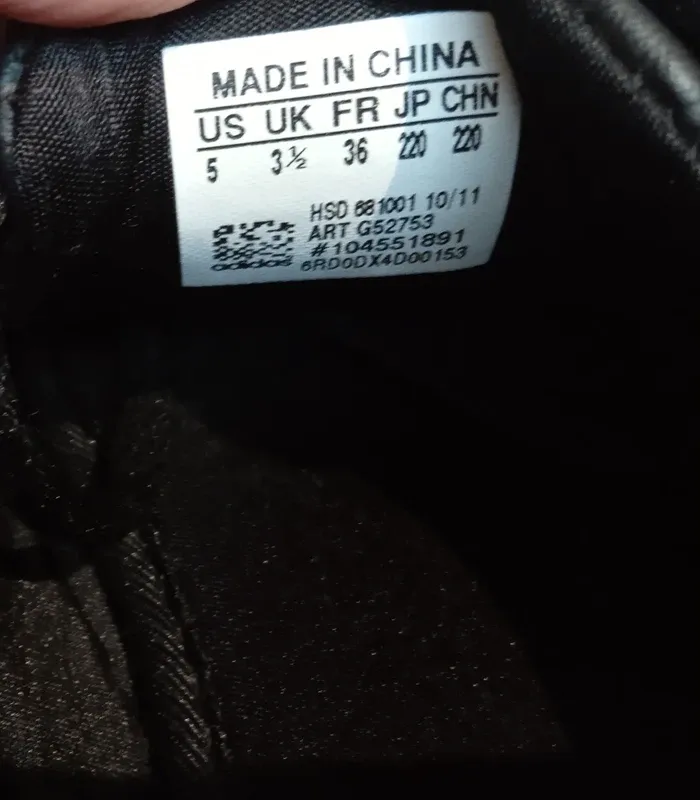 MADE IN CHINA
US UK FR JP CHN
5 3½ 36 220 220
HSD 681001 10/11
ART G52753
#104551891
adidas 6RD0DX4D00153